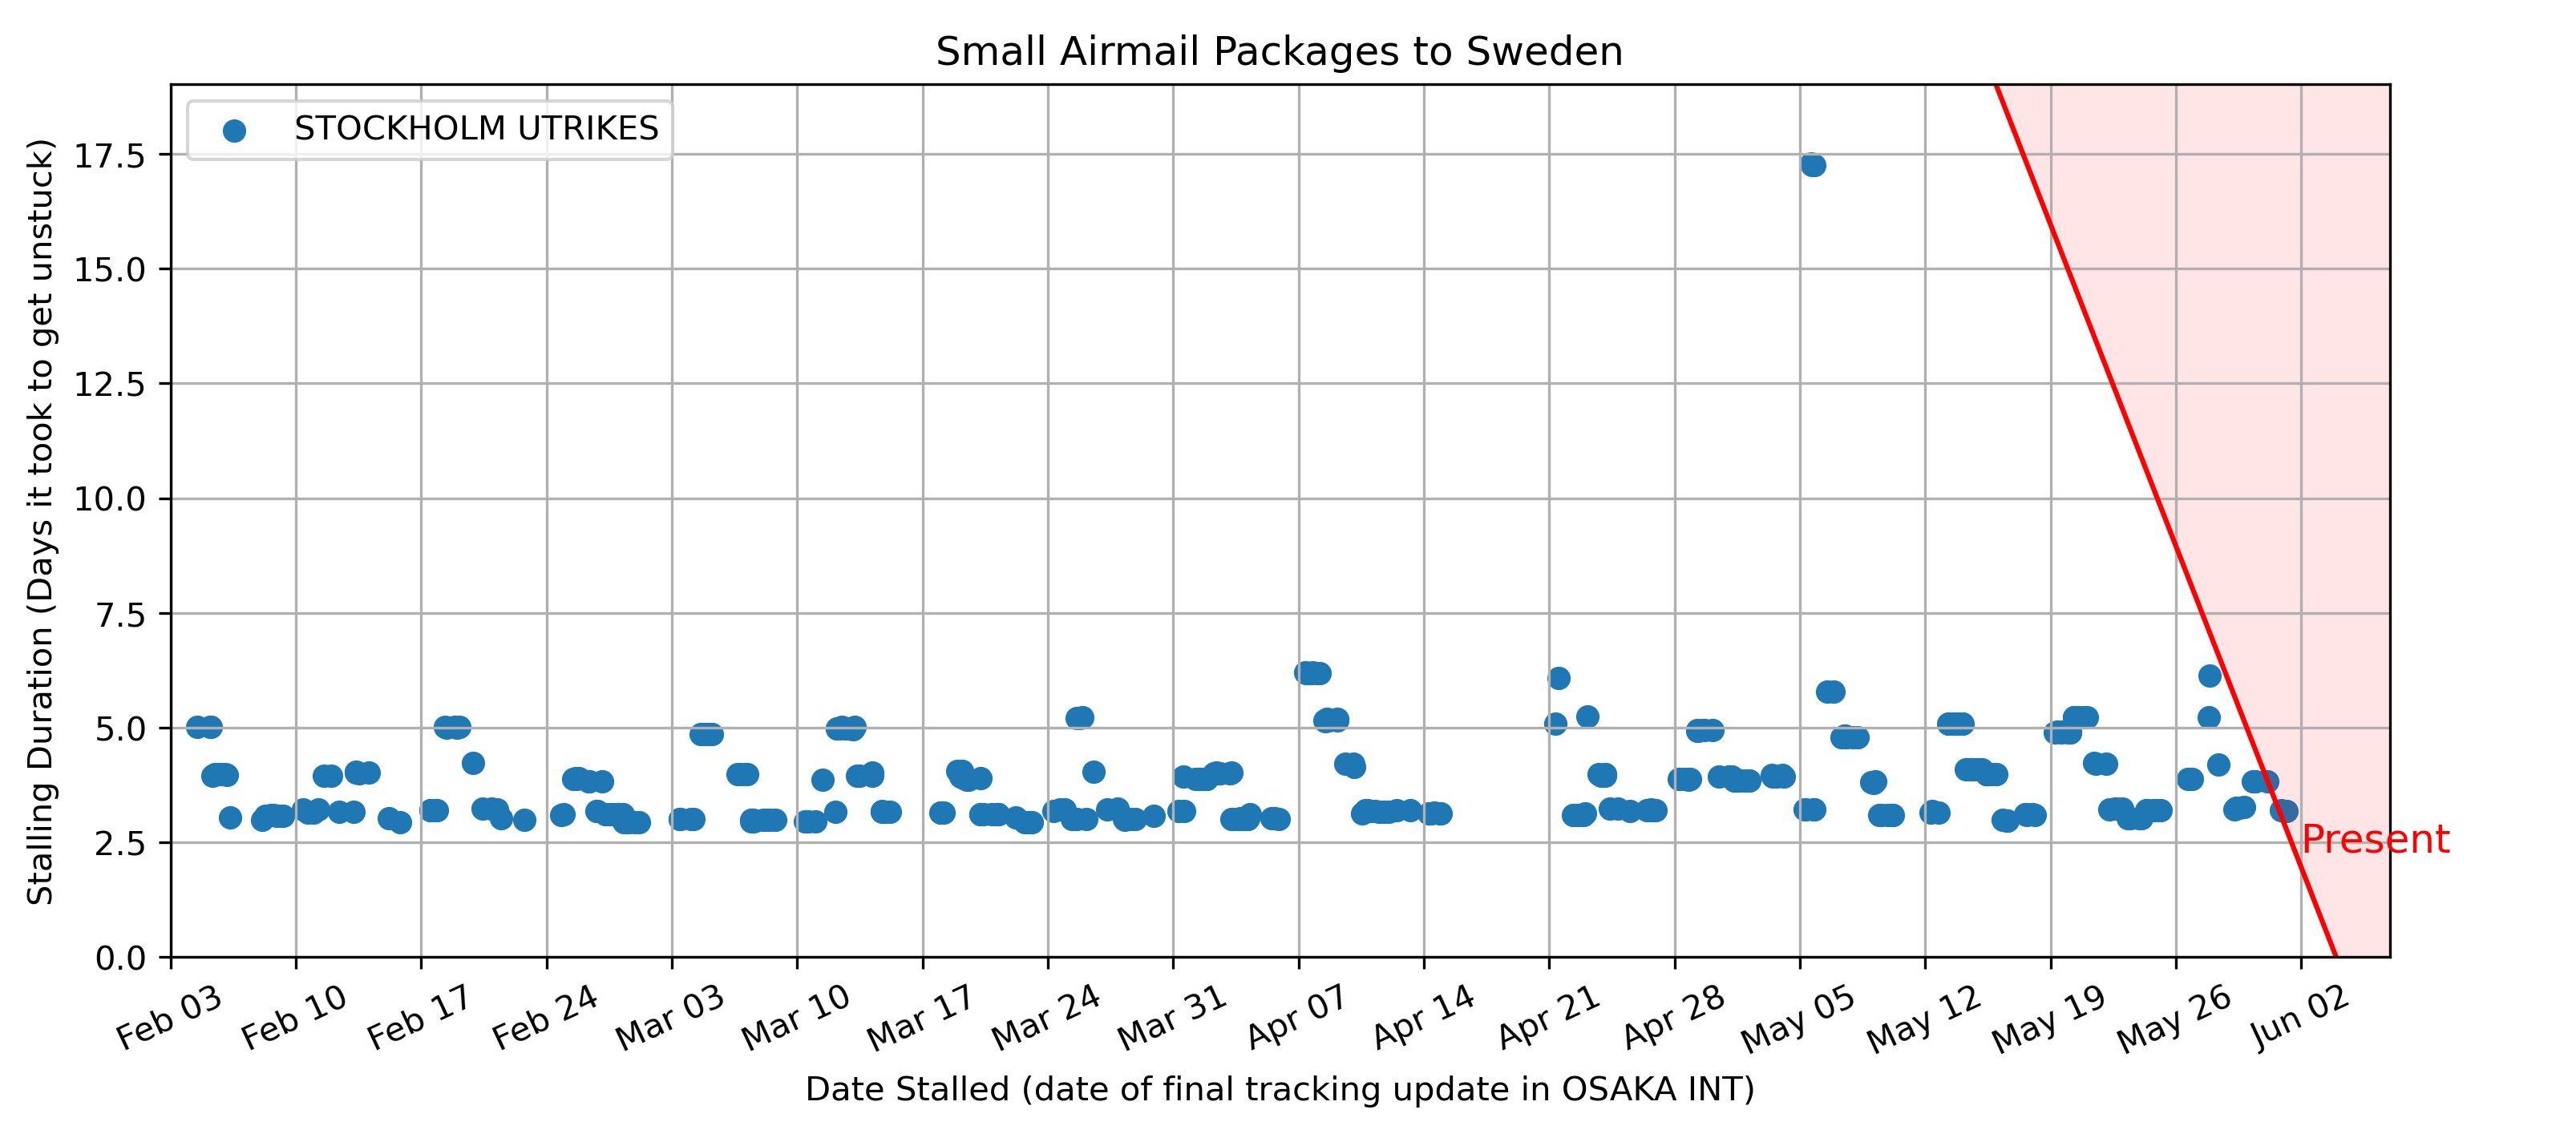 Small Airmail Packages to Sweden
STOCKHOLM UTRIKES
Stalling Duration (Days it took to get unstuck)
17.5
15.0
12.5
10.0
7.5
5.0
2.5
0.0
Present
Feb 03 Feb 10 Feb 17 Feb 24 Mar 03 Mar 10 Mar 17 Mar 24 Mar 31 Apr 07 Apr 14 Apr 21 Apr 28 May 05 May 12 May 19 May 26 Jun 02
Date Stalled (date of final tracking update in OSAKA INT)